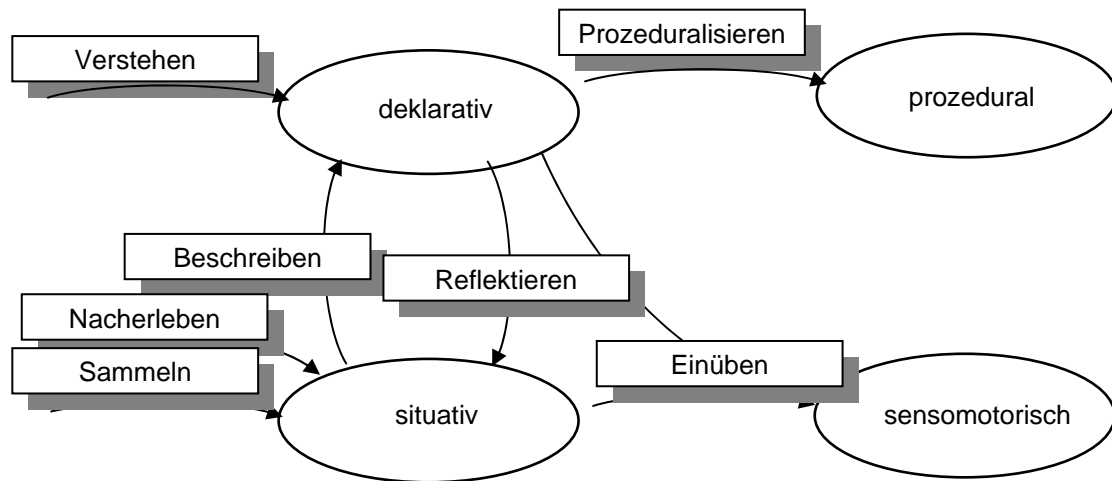 Prozeduralisieren
Verstehen
deklarativ
prozedural
Beschreiben
Reflektieren
Nacherleben
Sammeln
Einüben
situativ
sensomotorisch